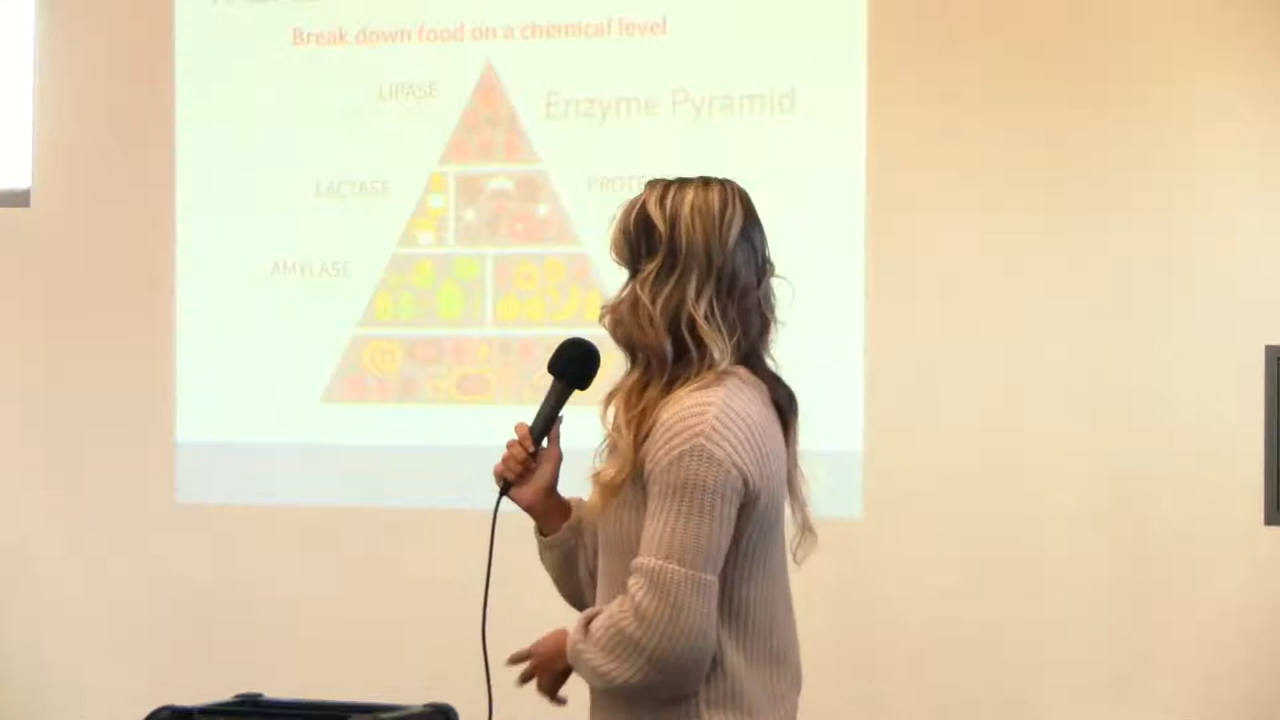 Break down food on a chemical level
LIPASE
Enzyme Pyramid
LACTASE
AMYLASE